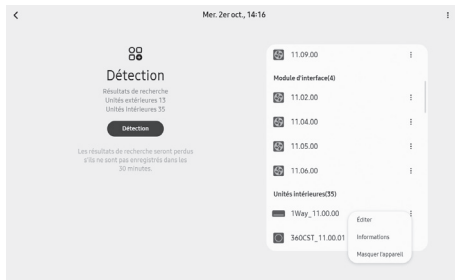 Mer. 2er oct., 14:16
Détection
Résultats de recherche
Unités extérieures 13
Unités Intérieures 35
Détection
Les résultats de recherche seront perdus
s'ils ne sont pas enregistrés dans les
30 minutes.
11.09.00
Module d'interface(4)
11.02.00
11.04.00
11.05.00
11.06.00
Unités intérieures(35)
1Way_11.00.00
360CST_11.00.01
Éditer
Informations
Masquer l'appareil